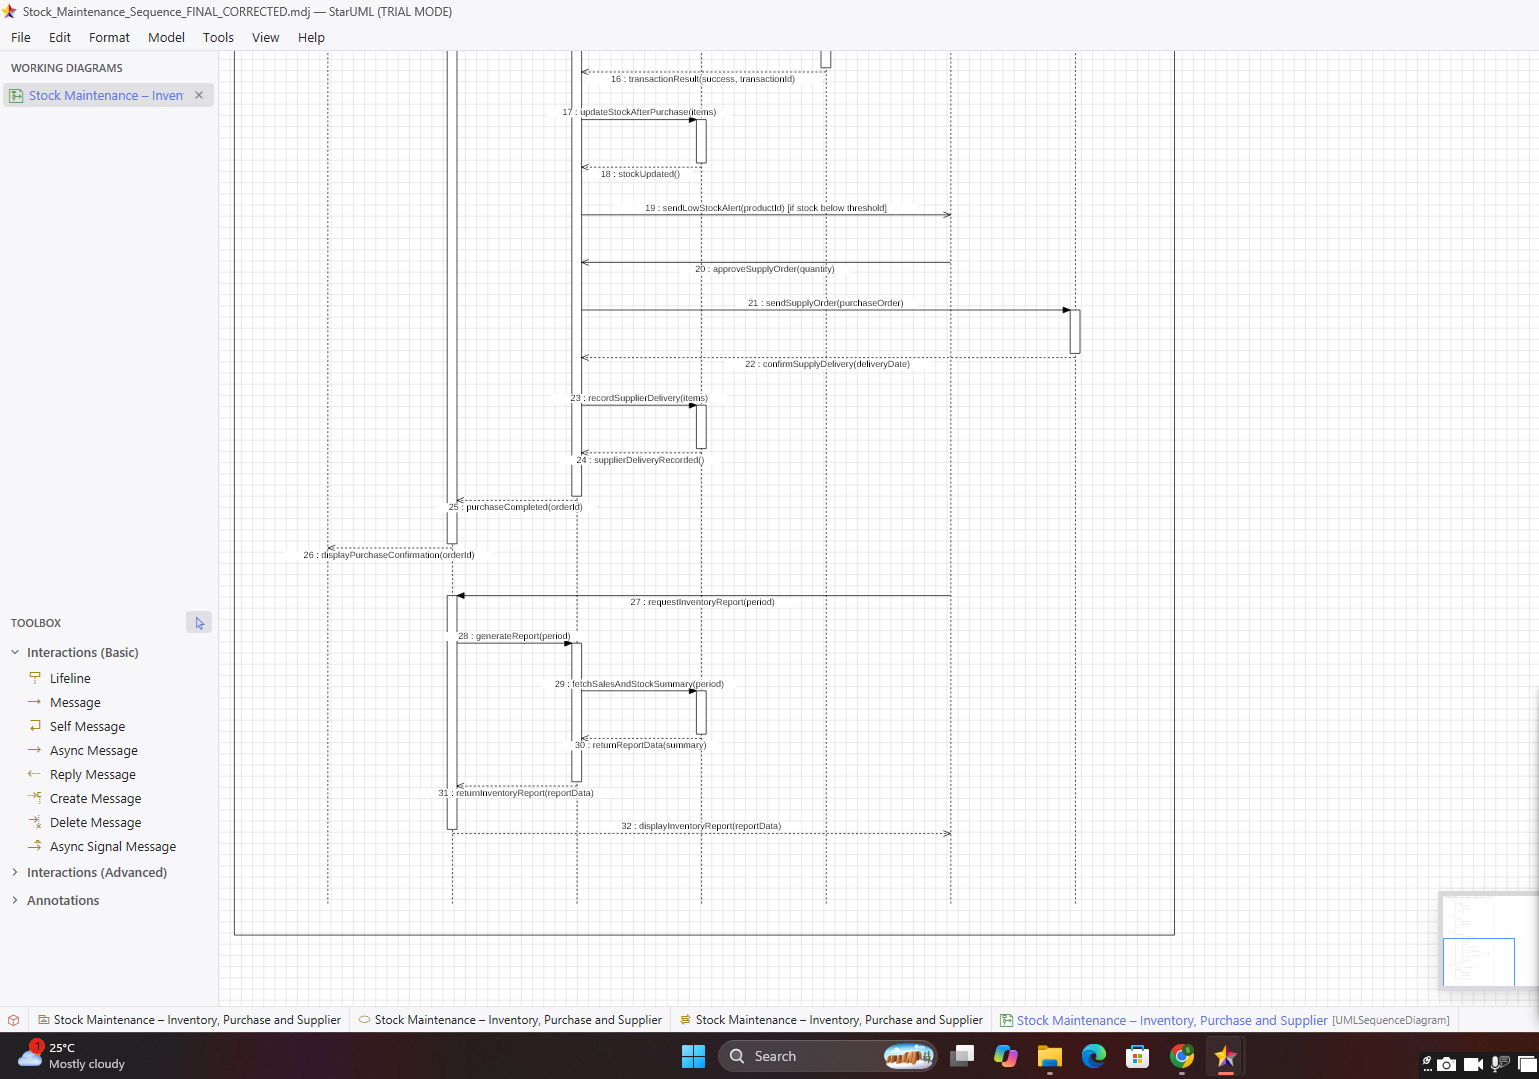 Stock_Maintenance_Sequence_FINAL_CORRECTED.mdj — StarUML (TRIAL MODE)
File Edit Format Model Tools View Help
WORKING DIAGRAMS
Stock Maintenance – Inven
16 : transactionResult(success, transactionId)
17 : updateStockAfterPurchase(items)
18 : stockUpdated()
19 : sendLowStockAlert(productId) [if stock below threshold]
20 : approveSupplyOrder(quantity)
21 : sendSupplyOrder(purchaseOrder)
22 : confirmSupplyDelivery(deliveryDate)
23 : recordSupplierDelivery(items)
24 : supplierDeliveryRecorded()
25 : purchaseCompleted(orderId)
26 : displayPurchaseConfirmation(orderId)
27 : requestInventoryReport(period)
28 : generateReport(period)
29 : fetchSalesAndStockSummary(period)
30 : returnReportData(summary)
31 : returnInventoryReport(reportData)
32 : displayInventoryReport(reportData)
TOOLBOX
Interactions (Basic)
Lifeline
Message
Self Message
Async Message
Reply Message
Create Message
Delete Message
Async Signal Message
Interactions (Advanced)
Annotations
Stock Maintenance – Inventory, Purchase and Supplier
Stock Maintenance – Inventory, Purchase and Supplier
Stock Maintenance – Inventory, Purchase and Supplier
Stock Maintenance – Inventory, Purchase and Supplier [UMLSequenceDiagram]
1
25°C
Mostly cloudy
Search